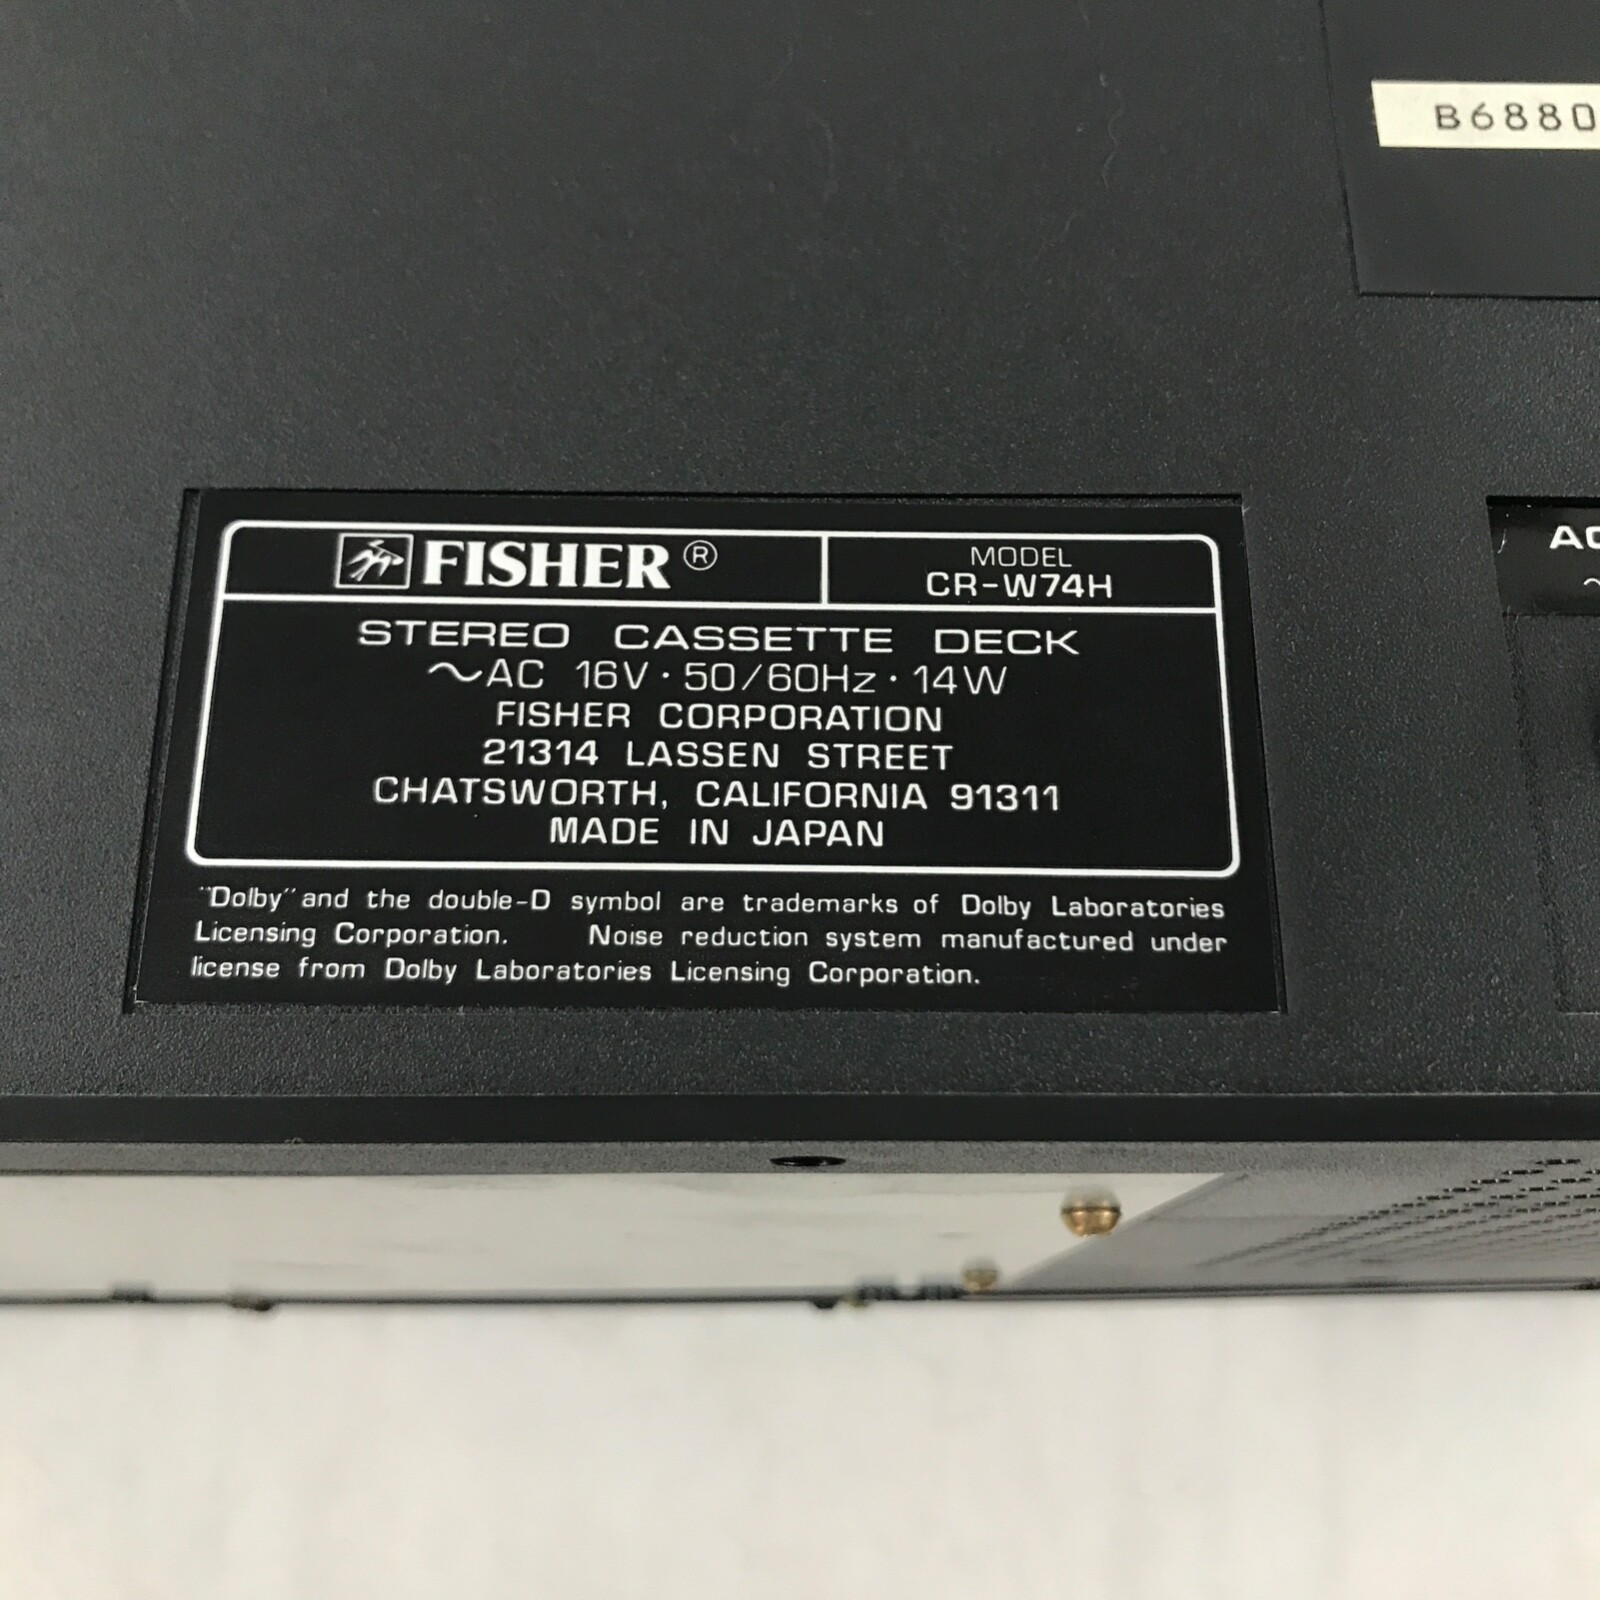 B6880
FISHER®
MODEL
CR-W74H
STEREO CASSETTE DECK
~AC 16V·50/60Hz·14W
FISHER CORPORATION
21314 LASSEN STREET
CHATSWORTH, CALIFORNIA 91311
MADE IN JAPAN
"Dolby" and the double-D symbol are trademarks of Dolby Laboratories
Licensing Corporation. Noise reduction system manufactured under
license from Dolby Laboratories Licensing Corporation.
AC
~